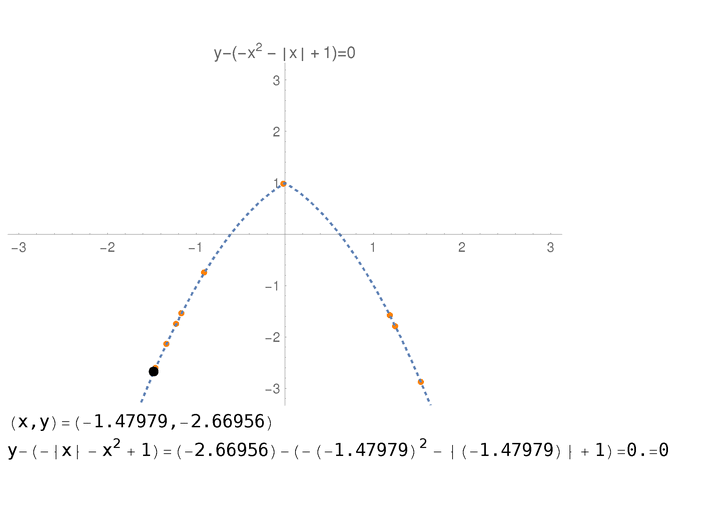 y−(−x² − |x| + 1)=0
3
2
1
−3 −2 −1 1 2 3
−1
−2
−3
(x,y)=(−1.47979,−2.66956)
y−(−|x| − x² + 1)=(−2.66956)−(−(−1.47979)² − |(−1.47979)| + 1)=0.=0